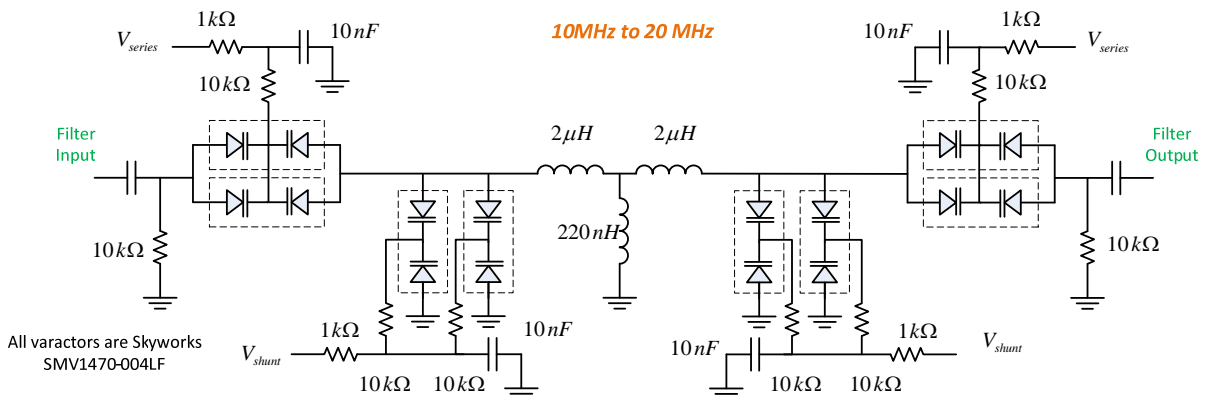 1kΩ
10nF
10MHz to 20 MHz
10nF
1kΩ
V_series
V_series
10kΩ
10kΩ
Filter
Input
2μH
2μH
Filter
Output
10kΩ
220nH
10kΩ
All varactors are Skyworks
SMV1470-004LF
1kΩ
10nF
1kΩ
V_shunt
10nF
V_shunt
10kΩ
10kΩ
10kΩ
10kΩ